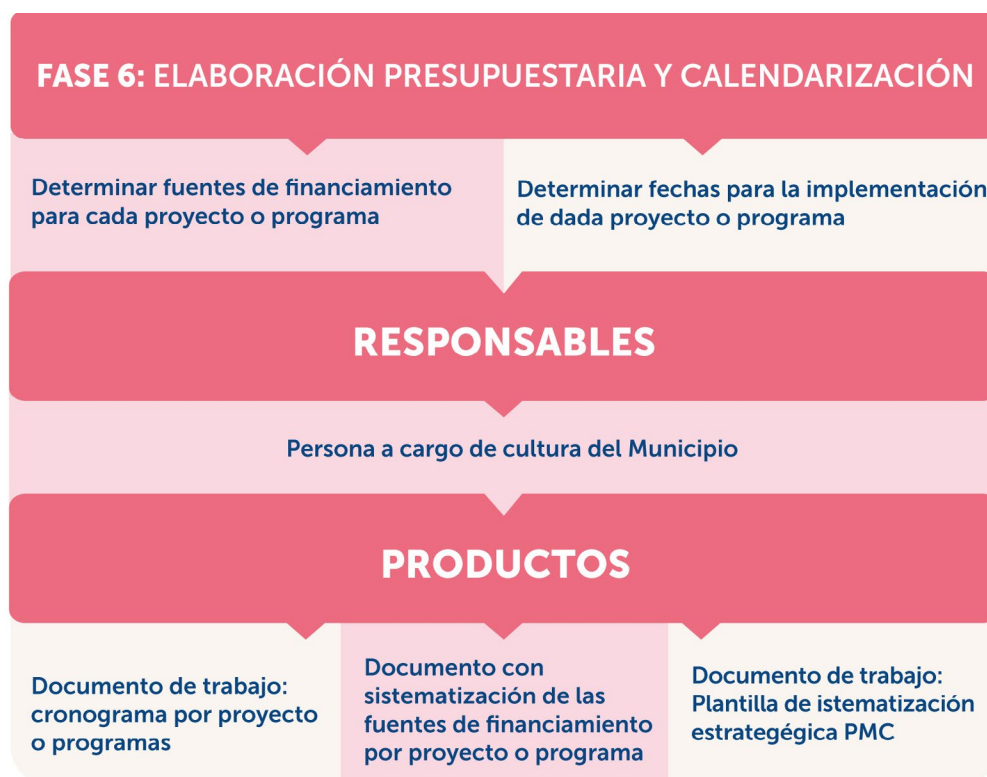 FASE 6: ELABORACIÓN PRESUPUESTARIA Y CALENDARIZACIÓN
Determinar fuentes de financiamiento
para cada proyecto o programa
Determinar fechas para la implementación
de dada proyecto o programa
RESPONSABLES
Persona a cargo de cultura del Municipio
PRODUCTOS
Documento de trabajo:
cronograma por proyecto
o programas
Documento con
sistematización de las
fuentes de financiamiento
por proyecto o programa
Documento de trabajo:
Plantilla de istematización
estrategégica PMC